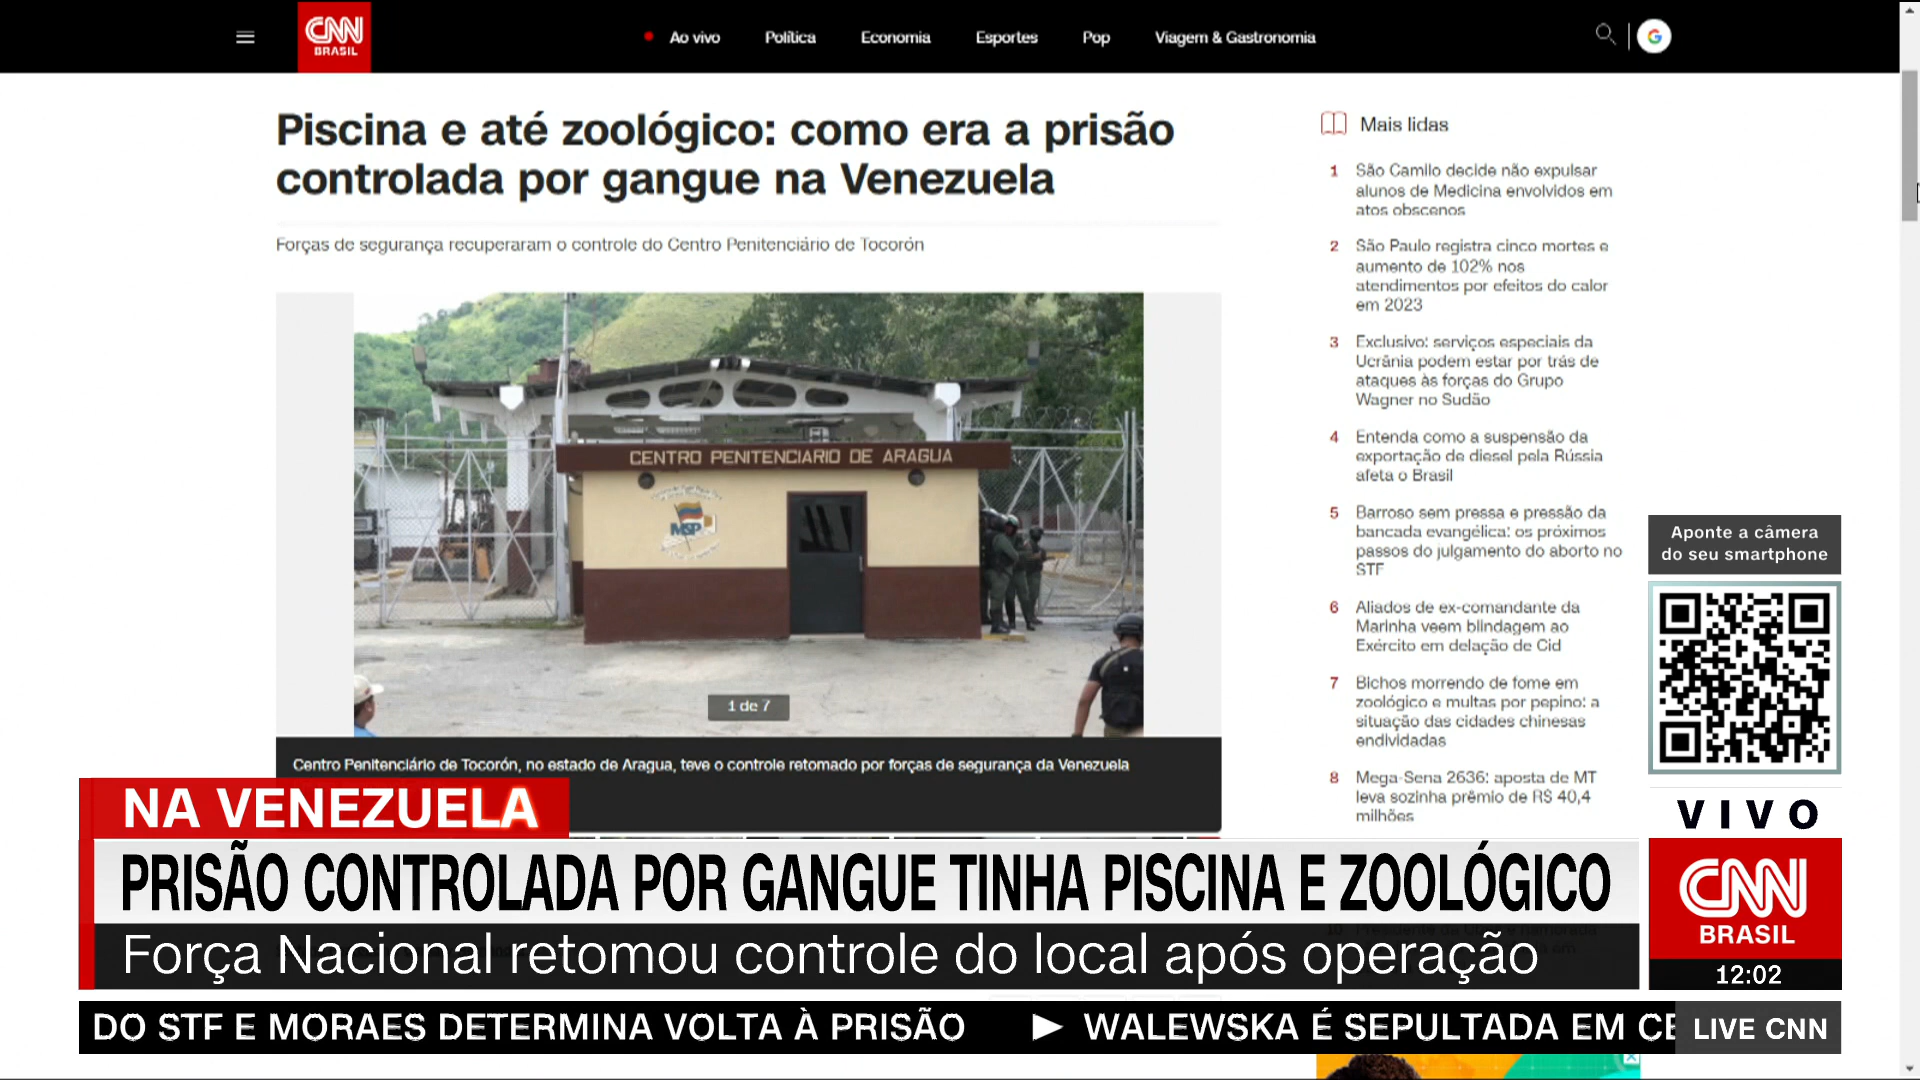 CNN
BRASIL
Ao vivo
Política
Economia
Esportes
Pop
Viagem & Gastronomia
G
Piscina e até zoológico: como era a prisão
controlada por gangue na Venezuela
Forças de segurança recuperaram o controle do Centro Penitenciário de Tocorón
CENTRO PENITENCIARIO DE ARAGUA
MSP
1 de 7
Centro Penitenciário de Tocorón, no estado de Aragua, teve o controle retomado por forças de segurança da Venezuela
Mais lidas
1 São Camilo decide não expulsar
alunos de Medicina envolvidos em
atos obscenos
2 São Paulo registra cinco mortes e
aumento de 102% nos
atendimentos por efeitos do calor
em 2023
3 Exclusivo: serviços especiais da
Ucrânia podem estar por trás de
ataques às forças do Grupo
Wagner no Sudão
4 Entenda como a suspensão da
exportação de diesel pela Rússia
afeta o Brasil
5 Barroso sem pressa e pressão da
bancada evangélica: os próximos
passos do julgamento do aborto no
STF
6 Aliados de ex-comandante da
Marinha veem blindagem ao
Exército em delação de Cid
7 Bichos morrendo de fome em
zoológico e multas por pepino: a
situação das cidades chinesas
endividadas
8 Mega-Sena 2636: aposta de MT
leva sozinha prêmio de R$ 40,4
milhões
Aponte a câmera
do seu smartphone
VIVO
CNN
BRASIL
12:02
NA VENEZUELA
PRISÃO CONTROLADA POR GANGUE TINHA PISCINA E ZOOLÓGICO
Força Nacional retomou controle do local após operação
DO STF E MORAES DETERMINA VOLTA À PRISÃO ▶ WALEWSKA É SEPULTADA EM CE
LIVE CNN